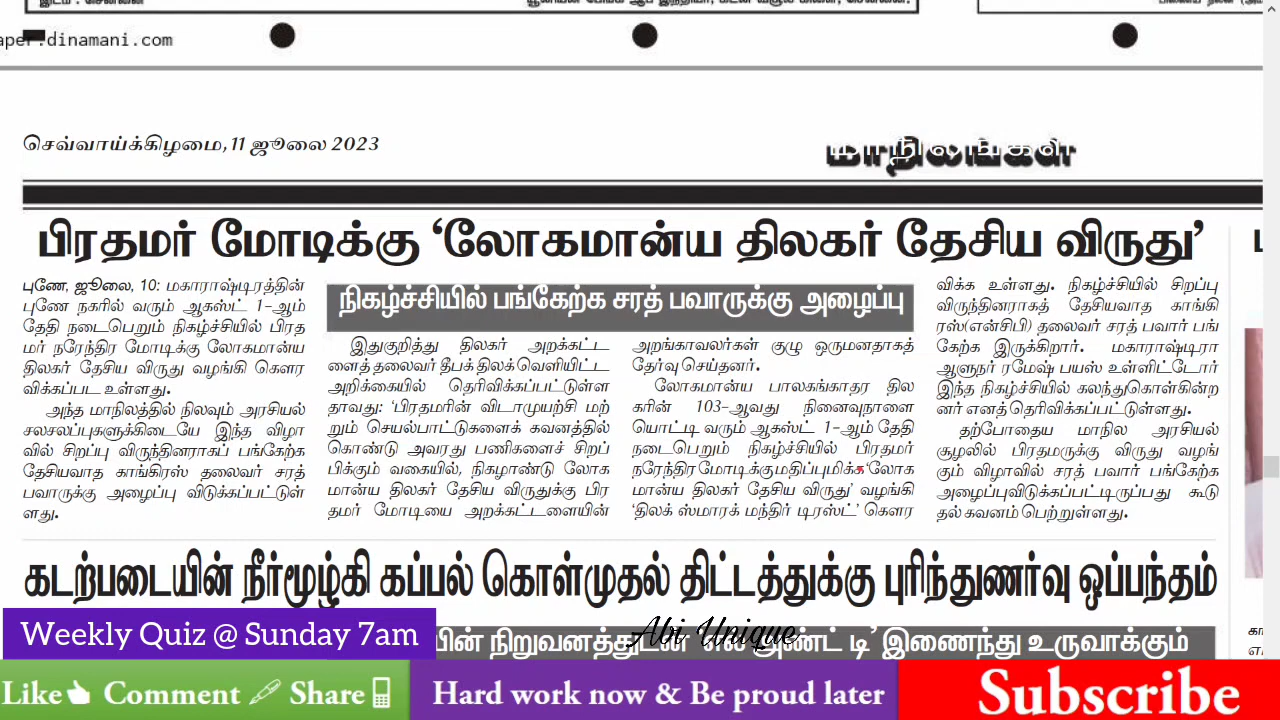 இடம் : சென்னை
aper.dinamani.com
செவ்வாய்க்கிழமை, 11 ஜூலை 2023
மாநிலங்கள்
பிரதமர் மோடிக்கு ‘லோகமான்ய திலகர் தேசிய விருது’
புணே, ஜூலை, 10: மகாராஷ்டிரத்தின்
புணே நகரில் வரும் ஆகஸ்ட் 1-ஆம்
தேதி நடைபெறும் நிகழ்ச்சியில் பிரத
மர் நரேந்திர மோடிக்கு லோகமான்ய
திலகர் தேசிய விருது வழங்கி கௌர
விக்கப்பட உள்ளது.
அந்த மாநிலத்தில் நிலவும் அரசியல்
சலசலப்புகளுக்கிடையே இந்த விழா
வில் சிறப்பு விருந்தினராகப் பங்கேற்க
தேசியவாத காங்கிரஸ் தலைவர் சரத்
பவாருக்கு அழைப்பு விடுக்கப்பட்டுள்
ளது.
நிகழ்ச்சியில் பங்கேற்க சரத் பவாருக்கு அழைப்பு
இதுகுறித்து திலகர் அறக்கட்ட
ளைத் தலைவர் தீபக் திலக் வெளியிட்ட
அறிக்கையில் தெரிவிக்கப்பட்டுள்ள
தாவது: ‘பிரதமரின் விடாமுயற்சி மற்
றும் செயல்பாட்டுகளைக் கவனத்தில்
கொண்டு அவரது பணிகளைச் சிறப்
பிக்கும் வகையில், நிகழாண்டு லோக
மான்ய திலகர் தேசிய விருதுக்கு பிர
தமர் மோடியை அறக்கட்டளையின்
அறங்காவலர்கள் குழு ஒருமனதாகத்
தேர்வு செய்தனர்.
லோகமான்ய பாலகங்காதர தில
கரின் 103-ஆவது நினைவுநாளை
யொட்டி வரும் ஆகஸ்ட் 1-ஆம் தேதி
நடைபெறும் நிகழ்ச்சியில் பிரதமர்
நரேந்திர மோடிக்கு மதிப்புமிக்க ‘லோக
மான்ய திலகர் தேசிய விருது’ வழங்கி
‘திலக் ஸ்மாரக் மந்திர் டிரஸ்ட்’ கௌர
விக்க உள்ளது. நிகழ்ச்சியில் சிறப்பு
விருந்தினராகத் தேசியவாத காங்கி
ரஸ்(என்சிபி) தலைவர் சரத் பவார் பங்
கேற்க இருக்கிறார். மகாராஷ்டிரா
ஆளுநர் ரமேஷ் பயஸ் உள்ளிட்டோர்
இந்த நிகழ்ச்சியில் கலந்துகொள்கின்ற
னர் எனத் தெரிவிக்கப்பட்டுள்ளது.
தற்போதைய மாநில அரசியல்
சூழலில் பிரதமருக்கு விருது வழங்
கும் விழாவில் சரத் பவார் பங்கேற்க
அழைப்புவிடுக்கப்பட்டிருப்பது கூடு
தல் கவனம் பெற்றுள்ளது.
கடற்படையின் நீர்மூழ்கி கப்பல் கொள்முதல் திட்டத்துக்கு புரிந்துணர்வு ஒப்பந்தம்
யின் நிறுவனத்துடன் எல் அண்ட் டி’ இணைந்து உருவாக்கும்
Abi Unique
Weekly Quiz @ Sunday 7am
Like Comment Share
Hard work now & Be proud later
Subscribe